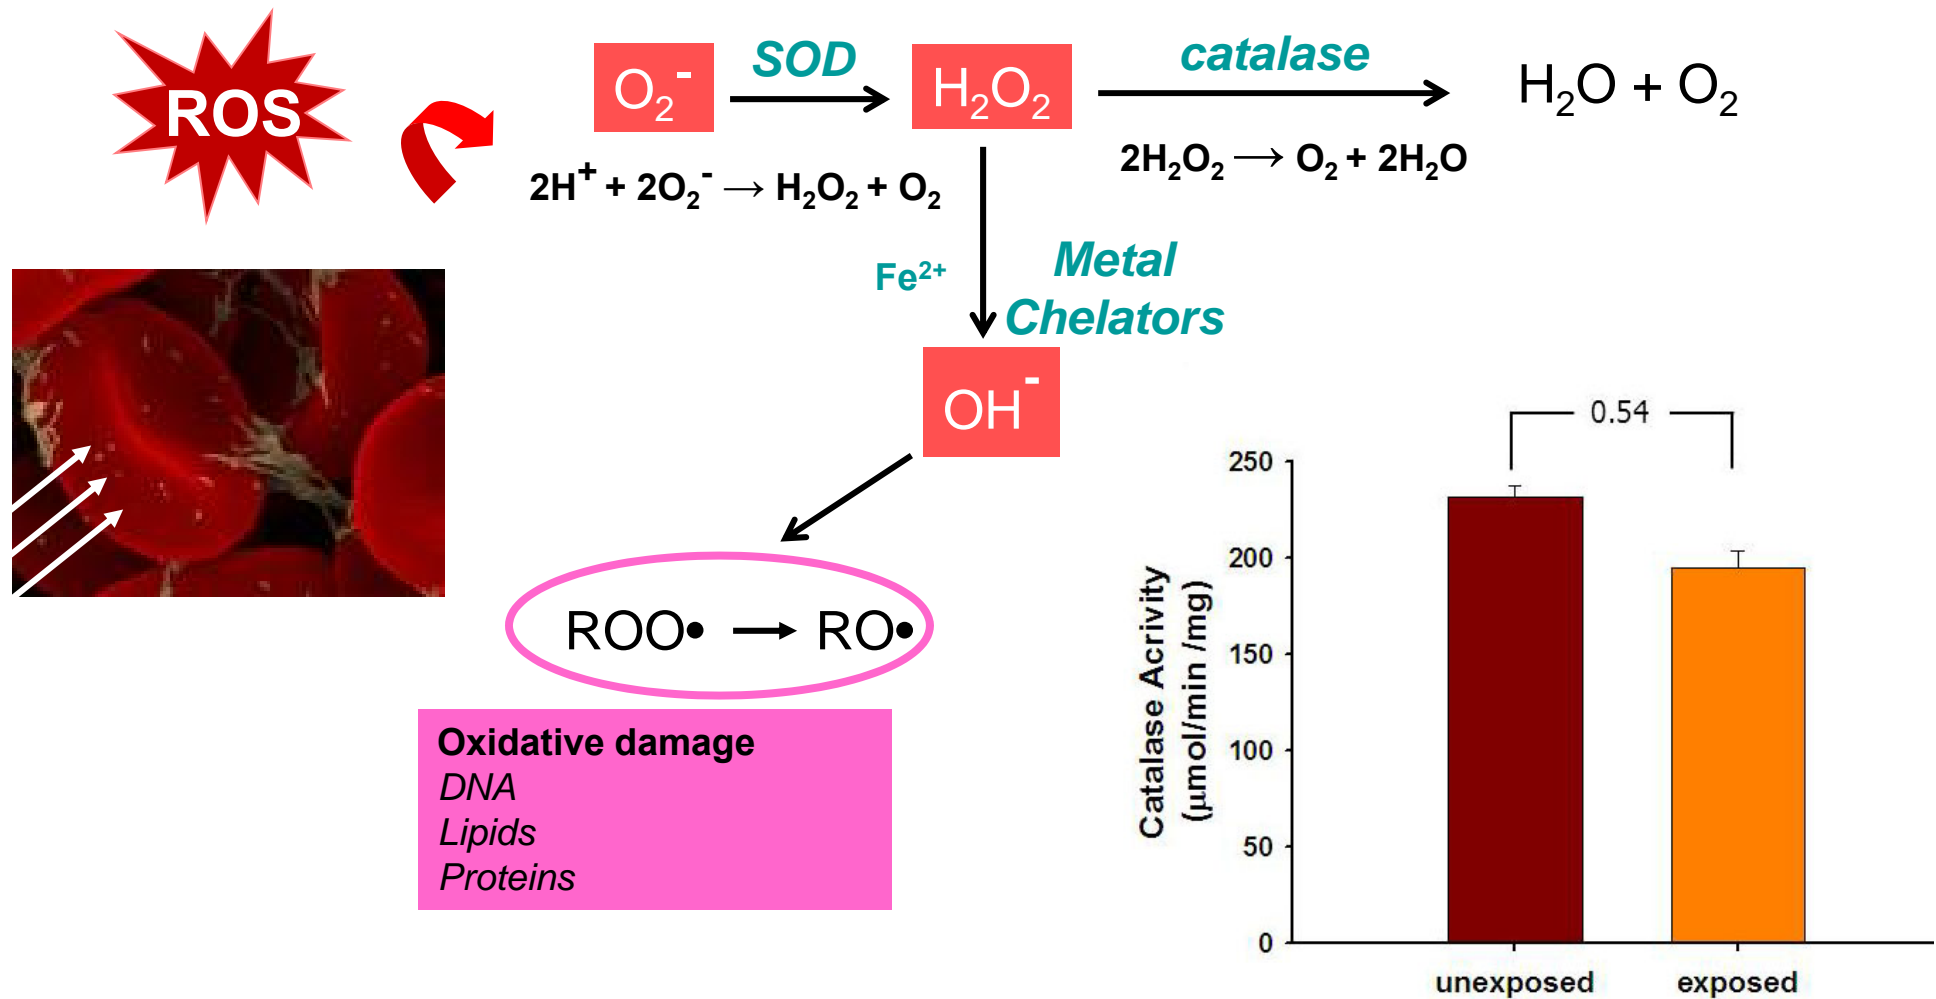 ROS
O₂⁻
SOD
H₂O₂
catalase
H₂O + O₂
2H⁺ + 2O₂⁻ → H₂O₂ + O₂
2H₂O₂ → O₂ + 2H₂O
Fe²⁺
Metal
Chelators
OH⁻
ROO• → RO•
Oxidative damage
DNA
Lipids
Proteins
0.54
Catalase Acrivity
(μmol/min /mg)
250
200
150
100
50
0
unexposed
exposed